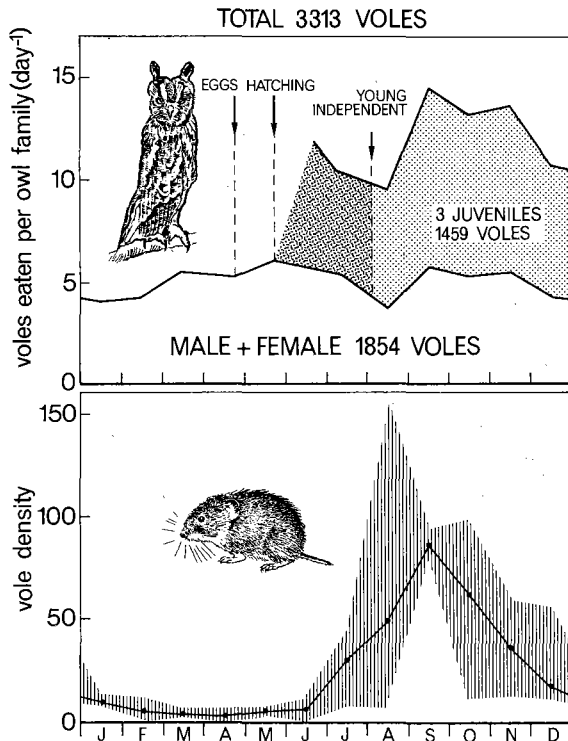 TOTAL 3313 VOLES
voles eaten per owl family (day-1)
15
10
5
0
EGGS HATCHING
YOUNG
INDEPENDENT
3 JUVENILES
1459 VOLES
MALE + FEMALE 1854 VOLES
vole density
150
100
50
0
J F M A M J J A S O N D